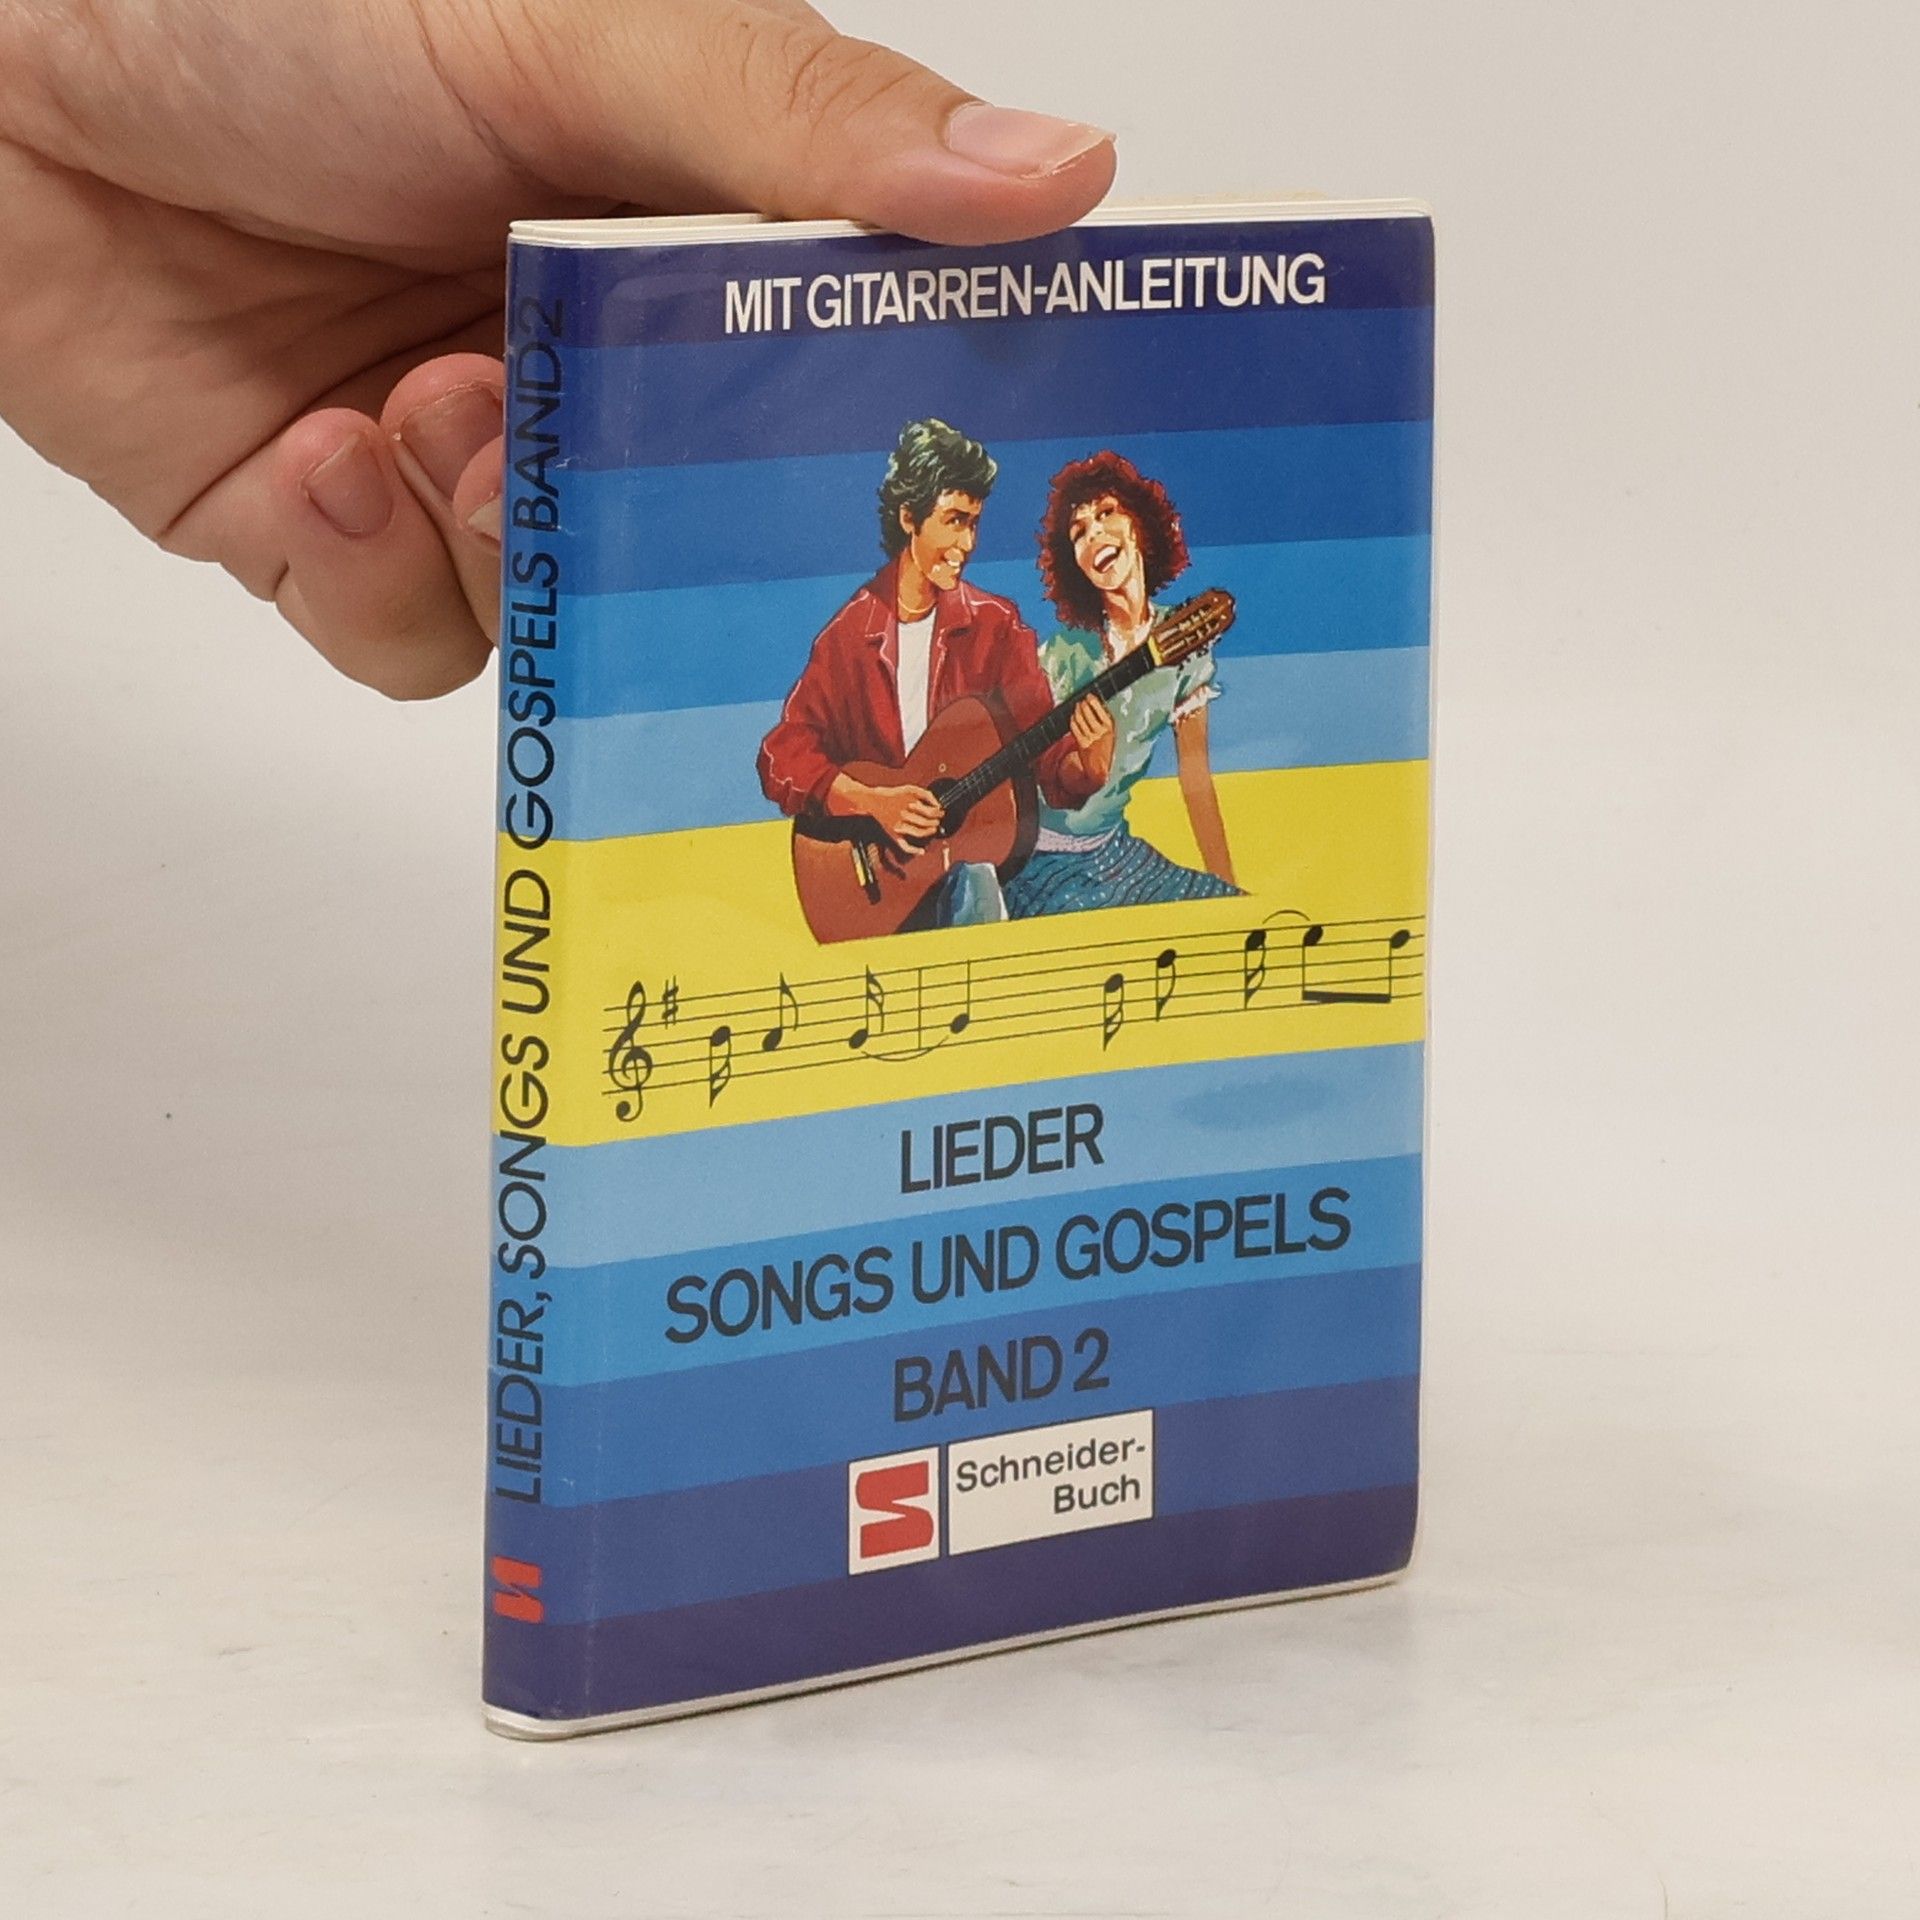 MIT GITARREN-ANLEITUNG
LIEDER
SONGS UND GOSPELS
BAND 2
Schneider-
Buch
LIEDER, SONGS UND GOSPELS BAND 2